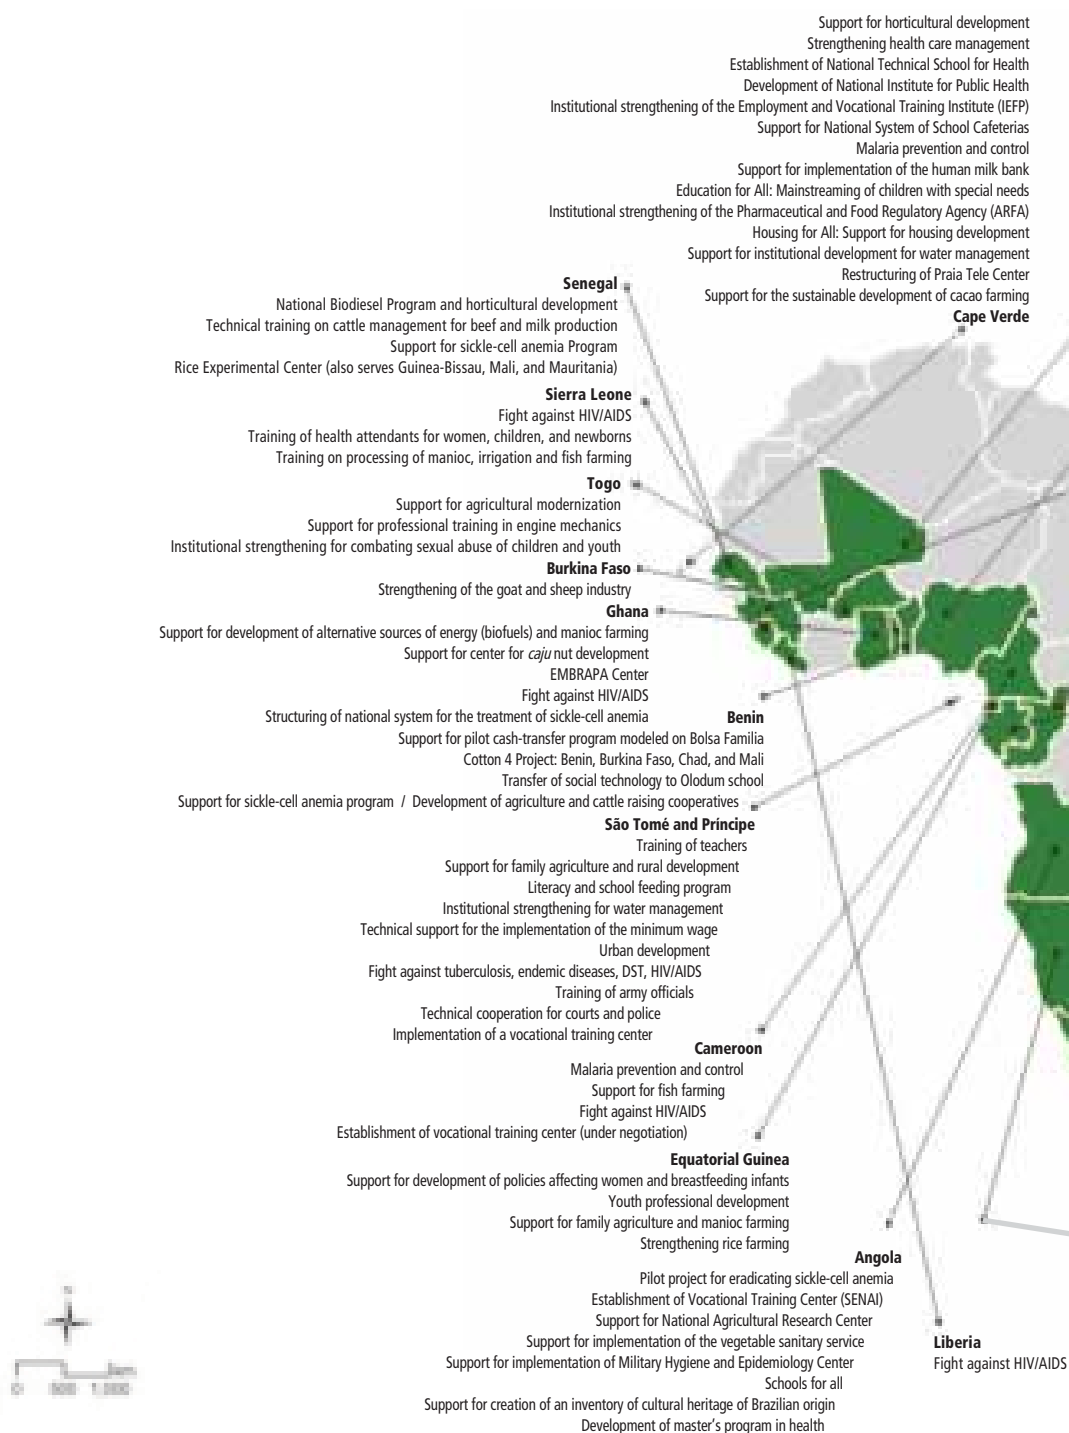 Support for horticultural development
Strengthening health care management
Establishment of National Technical School for Health
Development of National Institute for Public Health
Institutional strengthening of the Employment and Vocational Training Institute (IEFP)
Support for National System of School Cafeterias
Malaria prevention and control
Support for implementation of the human milk bank
Education for All: Mainstreaming of children with special needs
Institutional strengthening of the Pharmaceutical and Food Regulatory Agency (ARFA)
Housing for All: Support for housing development
Support for institutional development for water management
Restructuring of Praia Tele Center
Support for the sustainable development of cacao farming
Cape Verde
Senegal
National Biodiesel Program and horticultural development
Technical training on cattle management for beef and milk production
Support for sickle-cell anemia Program
Rice Experimental Center (also serves Guinea-Bissau, Mali, and Mauritania)
Sierra Leone
Fight against HIV/AIDS
Training of health attendants for women, children, and newborns
Training on processing of manioc, irrigation and fish farming
Togo
Support for agricultural modernization
Support for professional training in engine mechanics
Institutional strengthening for combating sexual abuse of children and youth
Burkina Faso
Strengthening of the goat and sheep industry
Ghana
Support for development of alternative sources of energy (biofuels) and manioc farming
Support for center for caju nut development
EMBRAPA Center
Fight against HIV/AIDS
Structuring of national system for the treatment of sickle-cell anemia
Benin
Support for pilot cash-transfer program modeled on Bolsa Familia
Cotton 4 Project: Benin, Burkina Faso, Chad, and Mali
Transfer of social technology to Olodum school
Support for sickle-cell anemia program / Development of agriculture and cattle raising cooperatives
São Tomé and Príncipe
Training of teachers
Support for family agriculture and rural development
Literacy and school feeding program
Institutional strengthening for water management
Technical support for the implementation of the minimum wage
Urban development
Fight against tuberculosis, endemic diseases, DST, HIV/AIDS
Training of army officials
Technical cooperation for courts and police
Implementation of a vocational training center
Cameroon
Malaria prevention and control
Support for fish farming
Fight against HIV/AIDS
Establishment of vocational training center (under negotiation)
Equatorial Guinea
Support for development of policies affecting women and breastfeeding infants
Youth professional development
Support for family agriculture and manioc farming
Strengthening rice farming
Angola
Pilot project for eradicating sickle-cell anemia
Establishment of Vocational Training Center (SENAI)
Support for National Agricultural Research Center
Support for implementation of the vegetable sanitary service
Support for implementation of Military Hygiene and Epidemiology Center
Schools for all
Support for creation of an inventory of cultural heritage of Brazilian origin
Development of master's program in health
Liberia
Fight against HIV/AIDS
0 500 1,000